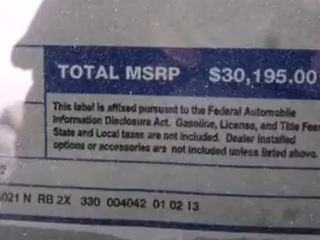 TOTAL MSRP $30,195.00
This label is affixed pursuant to the Federal Automobile
Information Disclosure Act. Gasoline, License, and Title Fees,
State and Local taxes are not included. Dealer installed
options or accessories are not included unless listed above.
2
021 N RB 2X 330 004042 01 02 13